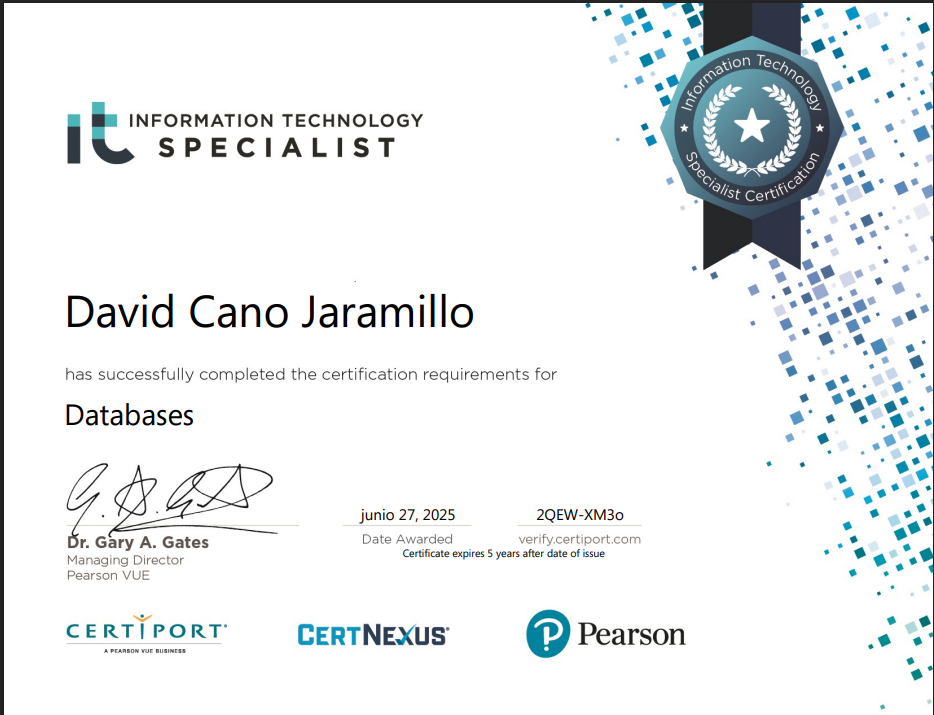 it INFORMATION TECHNOLOGY
SPECIALIST
Information Technology
Specialist Certification
David Cano Jaramillo
has successfully completed the certification requirements for
Databases
Dr. Gary A. Gates
Managing Director
Pearson VUE
junio 27, 2025
Date Awarded
2QEW-XM3o
verify.certiport.com
Certificate expires 5 years after date of issue
CERTIPORT®
A PEARSON VUE BUSINESS
CERTNEXUS®
P Pearson